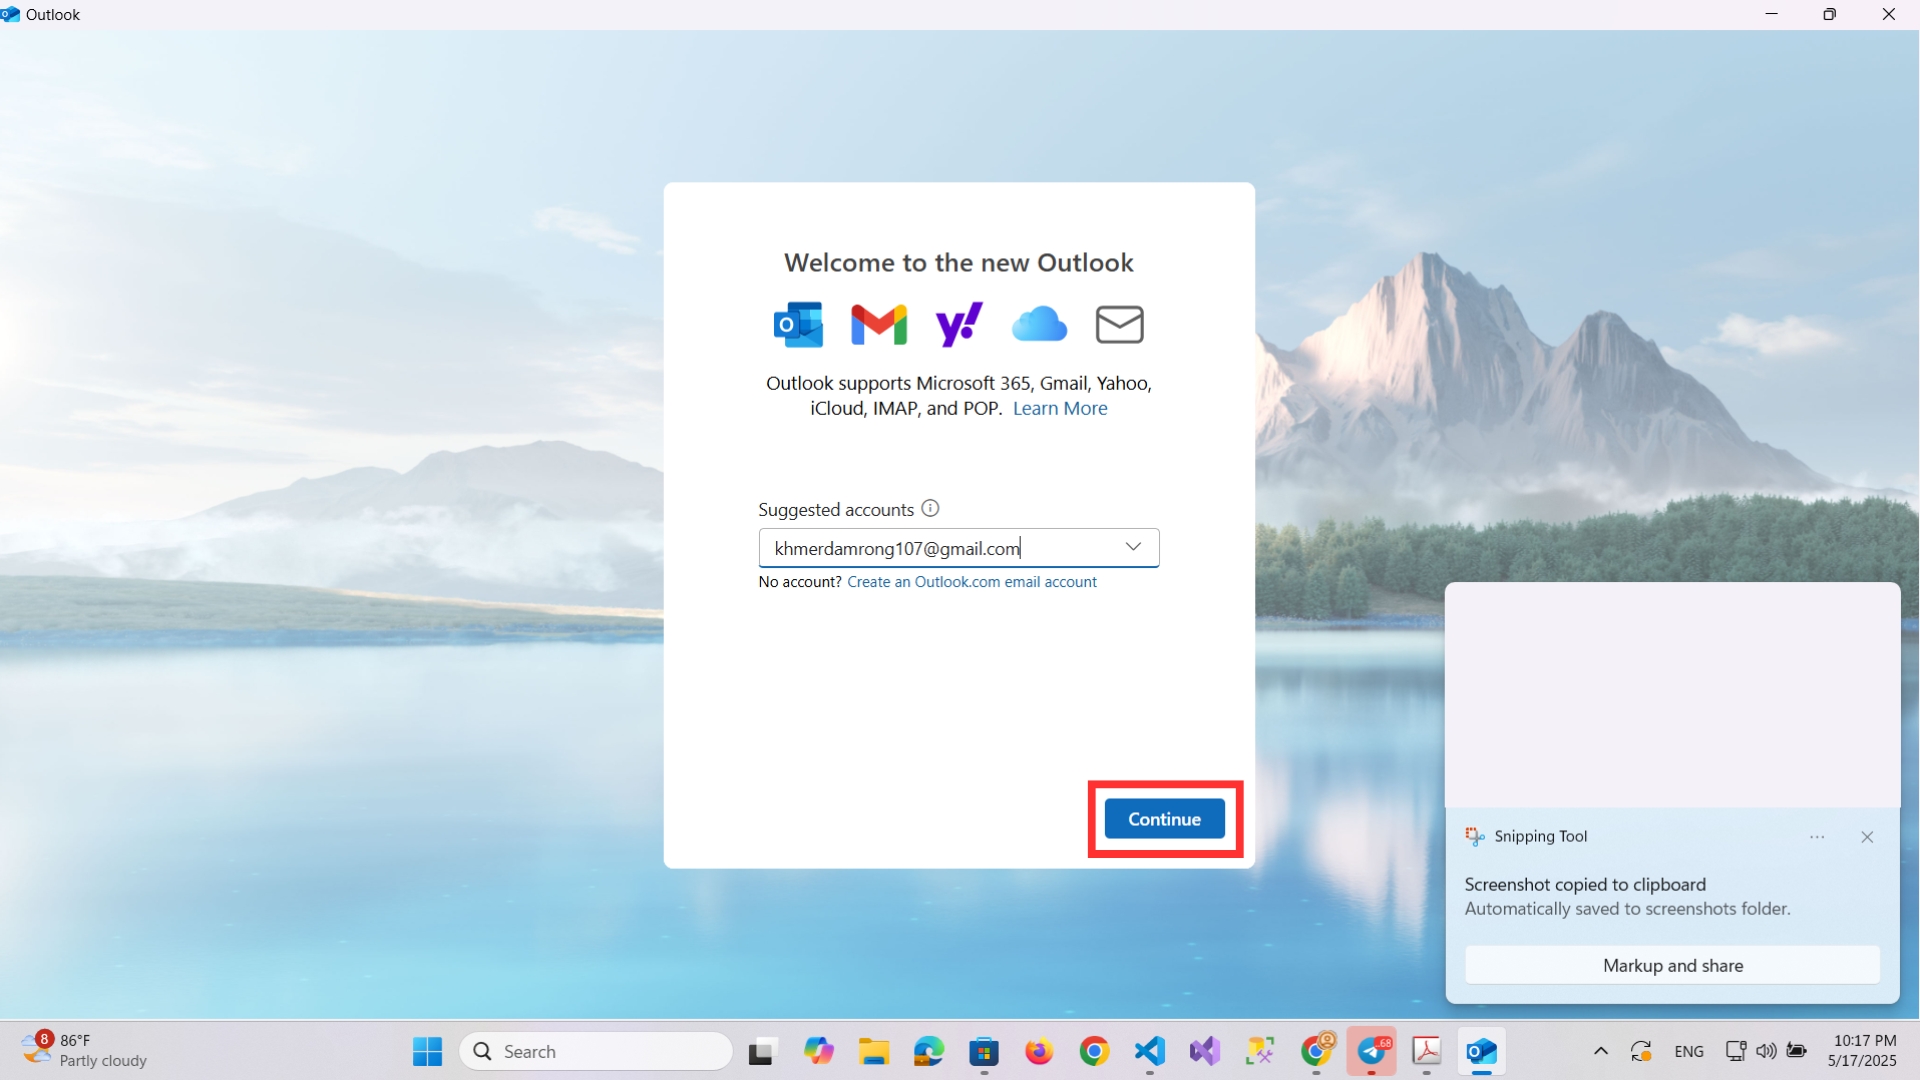 Outlook
Welcome to the new Outlook
Outlook supports Microsoft 365, Gmail, Yahoo,
iCloud, IMAP, and POP. Learn More
Suggested accounts
khmerdamrong107@gmail.com
No account? Create an Outlook.com email account
Continue
Snipping Tool
Screenshot copied to clipboard
Automatically saved to screenshots folder.
Markup and share
8
86°F
Partly cloudy
Search
..68
ENG
10:17 PM
5/17/2025